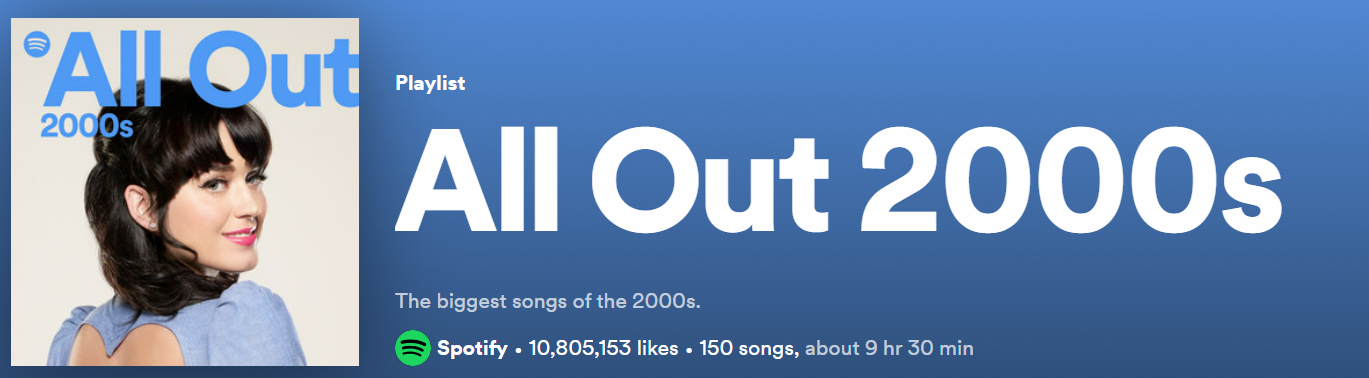 All Out
2000s
Playlist
All Out 2000s
The biggest songs of the 2000s.
Spotify • 10,805,153 likes • 150 songs, about 9 hr 30 min